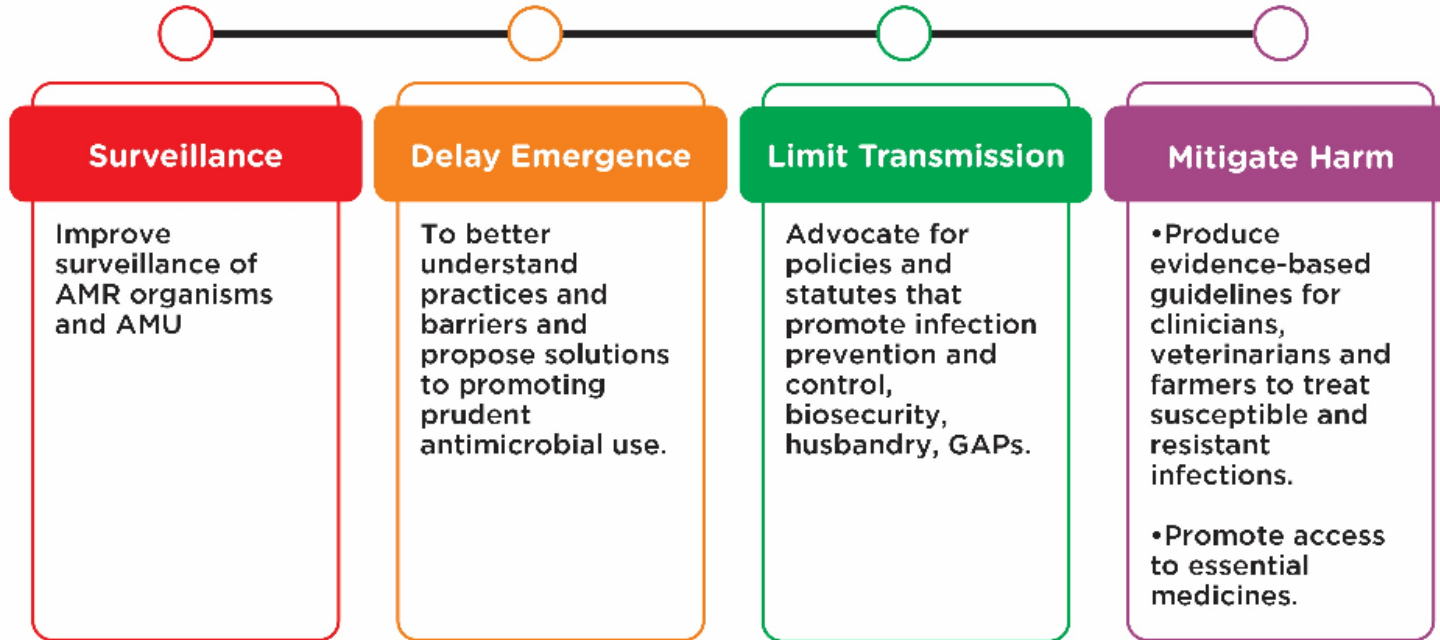 Surveillance
Improve
surveillance of
AMR organisms
and AMU
Delay Emergence
To better
understand
practices and
barriers and
propose solutions
to promoting
prudent
antimicrobial use.
Limit Transmission
Advocate for
policies and
statutes that
promote infection
prevention and
control,
biosecurity,
husbandry, GAPs.
Mitigate Harm
•Produce
evidence-based
guidelines for
clinicians,
veterinarians and
farmers to treat
susceptible and
resistant
infections.
•Promote access
to essential
medicines.